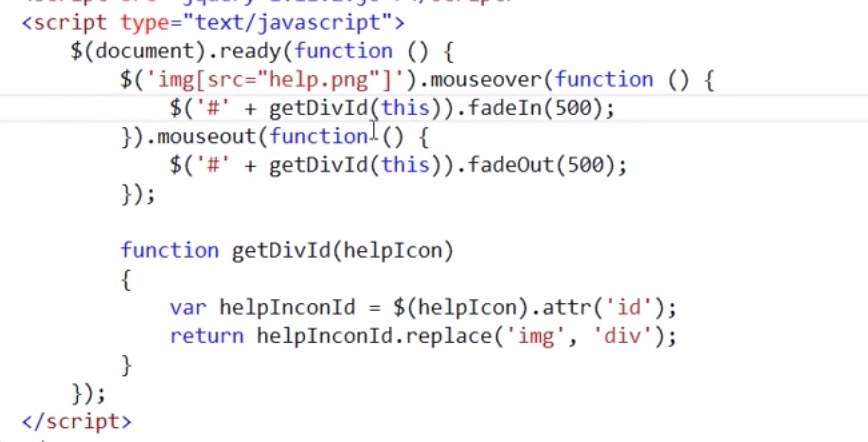 <script type="text/javascript">
    $(document).ready(function () {
        $('img[src="help.png"]').mouseover(function () {
            $('#' + getDivId(this)).fadeIn(500);
        }).mouseout(function () {
            $('#' + getDivId(this)).fadeOut(500);
        });

        function getDivId(helpIcon)
        {
            var helpInconId = $(helpIcon).attr('id');
            return helpInconId.replace('img', 'div');
        }
    });
</script>